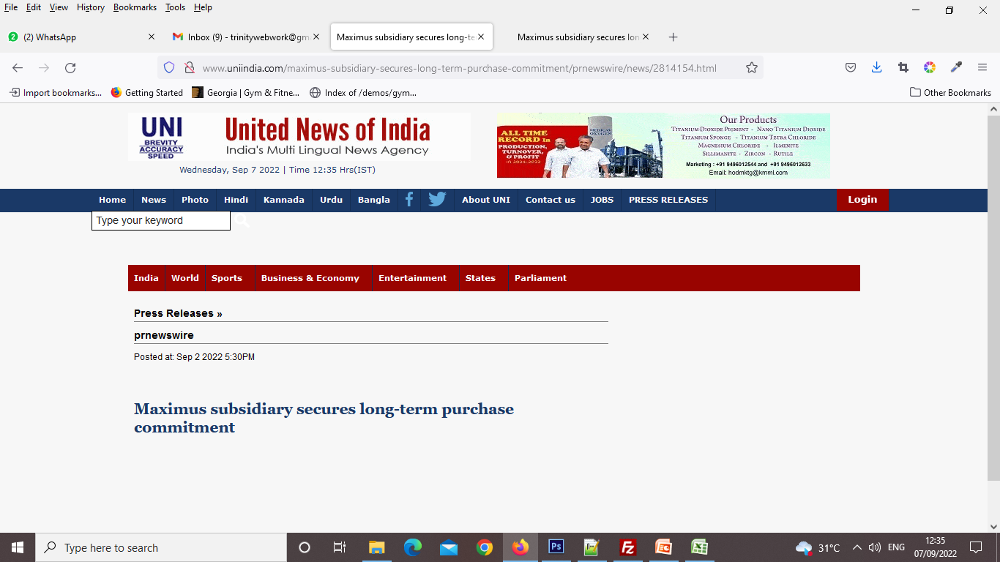 File Edit View History Bookmarks Tools Help
(2) WhatsApp
Inbox (9) - trinitywebwork@gm
Maximus subsidiary secures long-te
Maximus subsidiary secures lon
www.uniindia.com/maximus-subsidiary-secures-long-term-purchase-commitment/prnewswire/news/2814154.html
Import bookmarks... Getting Started Georgia | Gym & Fitne... Index of /demos/gym... Other Bookmarks
UNI
BREVITY
ACCURACY
SPEED
United News of India
India's Multi Lingual News Agency
Wednesday, Sep 7 2022 | Time 12:35 Hrs(IST)
ALL TIME
RECORD In
PRODUCTION,
TURNOVER,
& PROFIT
in 2021-2022
MEDICAL
OXYGEN
Our Products
Titanium Dioxide Pigment - Nano Titanium Dioxide
Titanium Sponge - Titanium Tetra Chloride
Magnesium Chloride - Ilmenite
Sillimanite - Zircon - Rutile
Marketing : +91 9496012544 and +91 9496012633
Email: hodmktg@kmml.com
Home News Photo Hindi Kannada Urdu Bangla About UNI Contact us JOBS PRESS RELEASES Login
Type your keyword
India World Sports Business & Economy Entertainment States Parliament
Press Releases »
prnewswire
Posted at: Sep 2 2022 5:30PM
Maximus subsidiary secures long-term purchase
commitment
Type here to search
Ps
Fz
31°C
ENG
12:35
07/09/2022